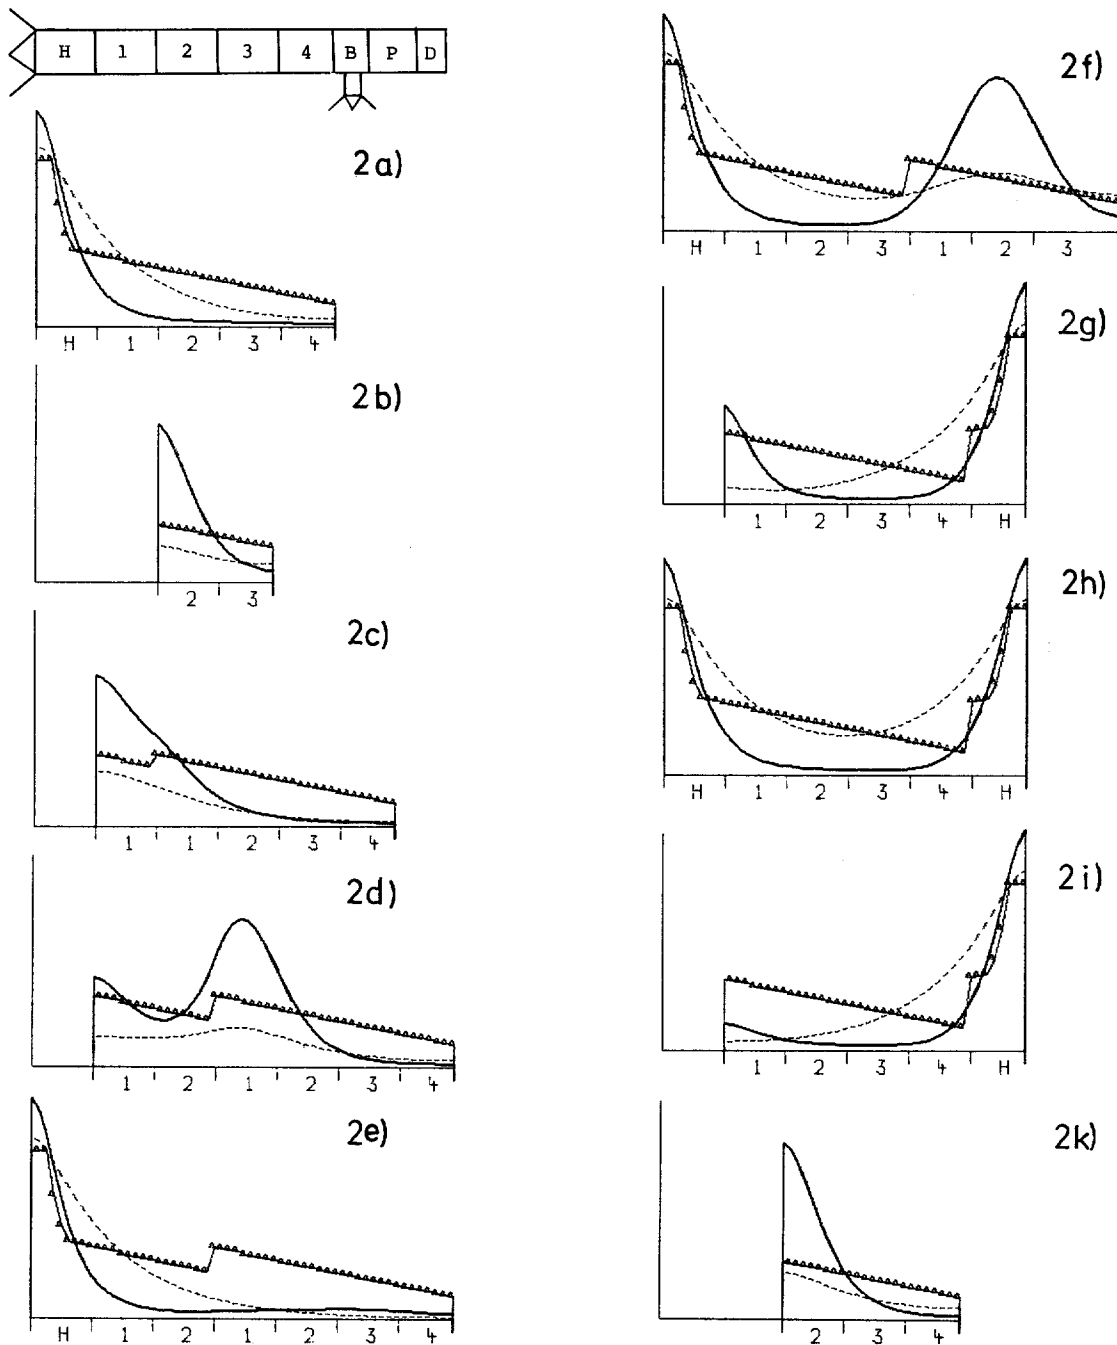 H 1 2 3 4 B P D
2a)
H 1 2 3 4
2b)
2 3
2c)
1 1 2 3 4
2d)
1 2 1 2 3 4
2e)
H 1 2 1 2 3 4
2f)
H 1 2 3 1 2 3
2g)
1 2 3 4 H
2h)
H 1 2 3 4 H
2i)
1 2 3 4 H
2k)
2 3 4